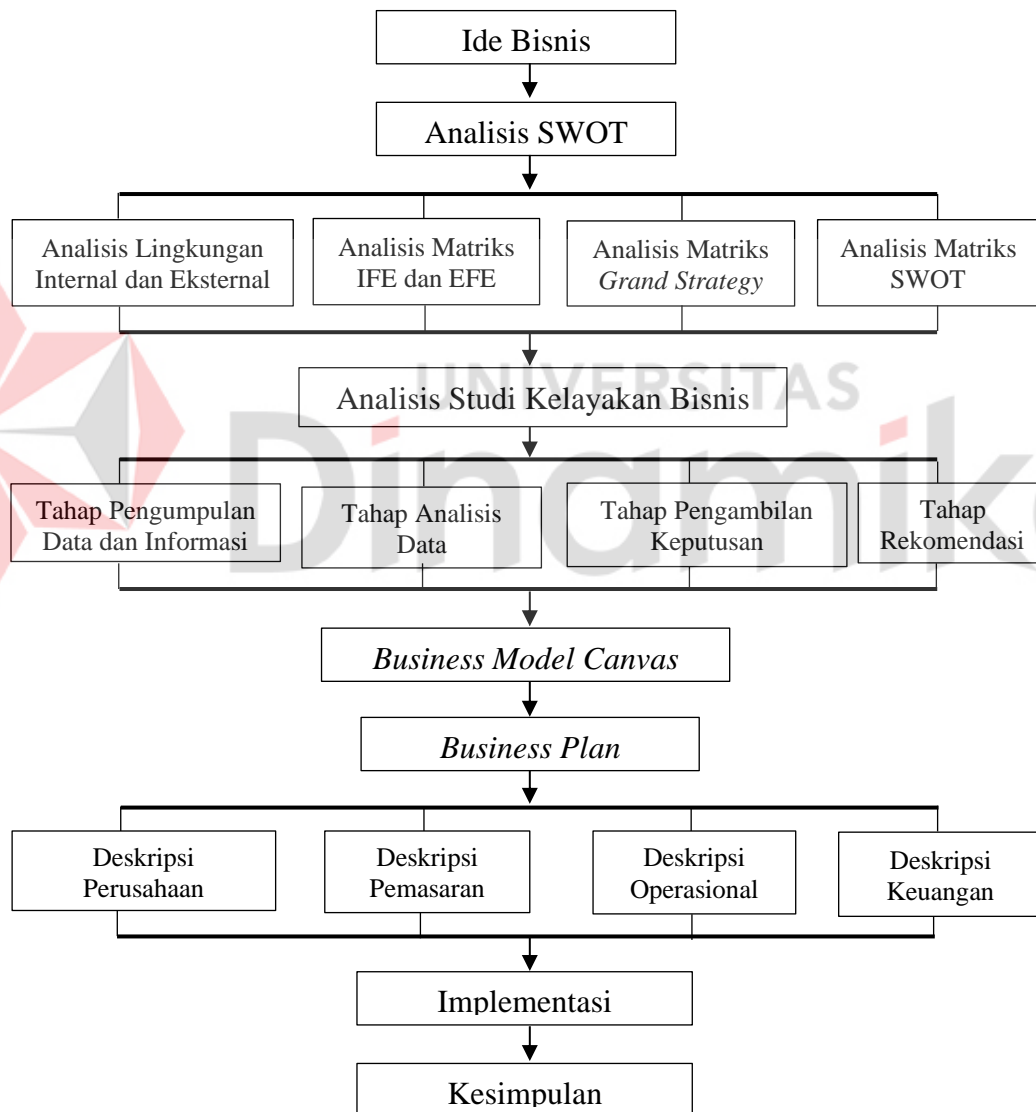 Ide Bisnis
Analisis SWOT
Analisis Lingkungan
Internal dan Eksternal
Analisis Matriks
IFE dan EFE
Analisis Matriks
Grand Strategy
Analisis Matriks
SWOT
UNIVERSITAS
Dinamik
Analisis Studi Kelayakan Bisnis
Tahap Pengumpulan
Data dan Informasi
Tahap Analisis
Data
Tahap Pengambilan
Keputusan
Tahap
Rekomendasi
Business Model Canvas
Business Plan
Deskripsi
Perusahaan
Deskripsi
Pemasaran
Deskripsi
Operasional
Deskripsi
Keuangan
Implementasi
Kesimpulan